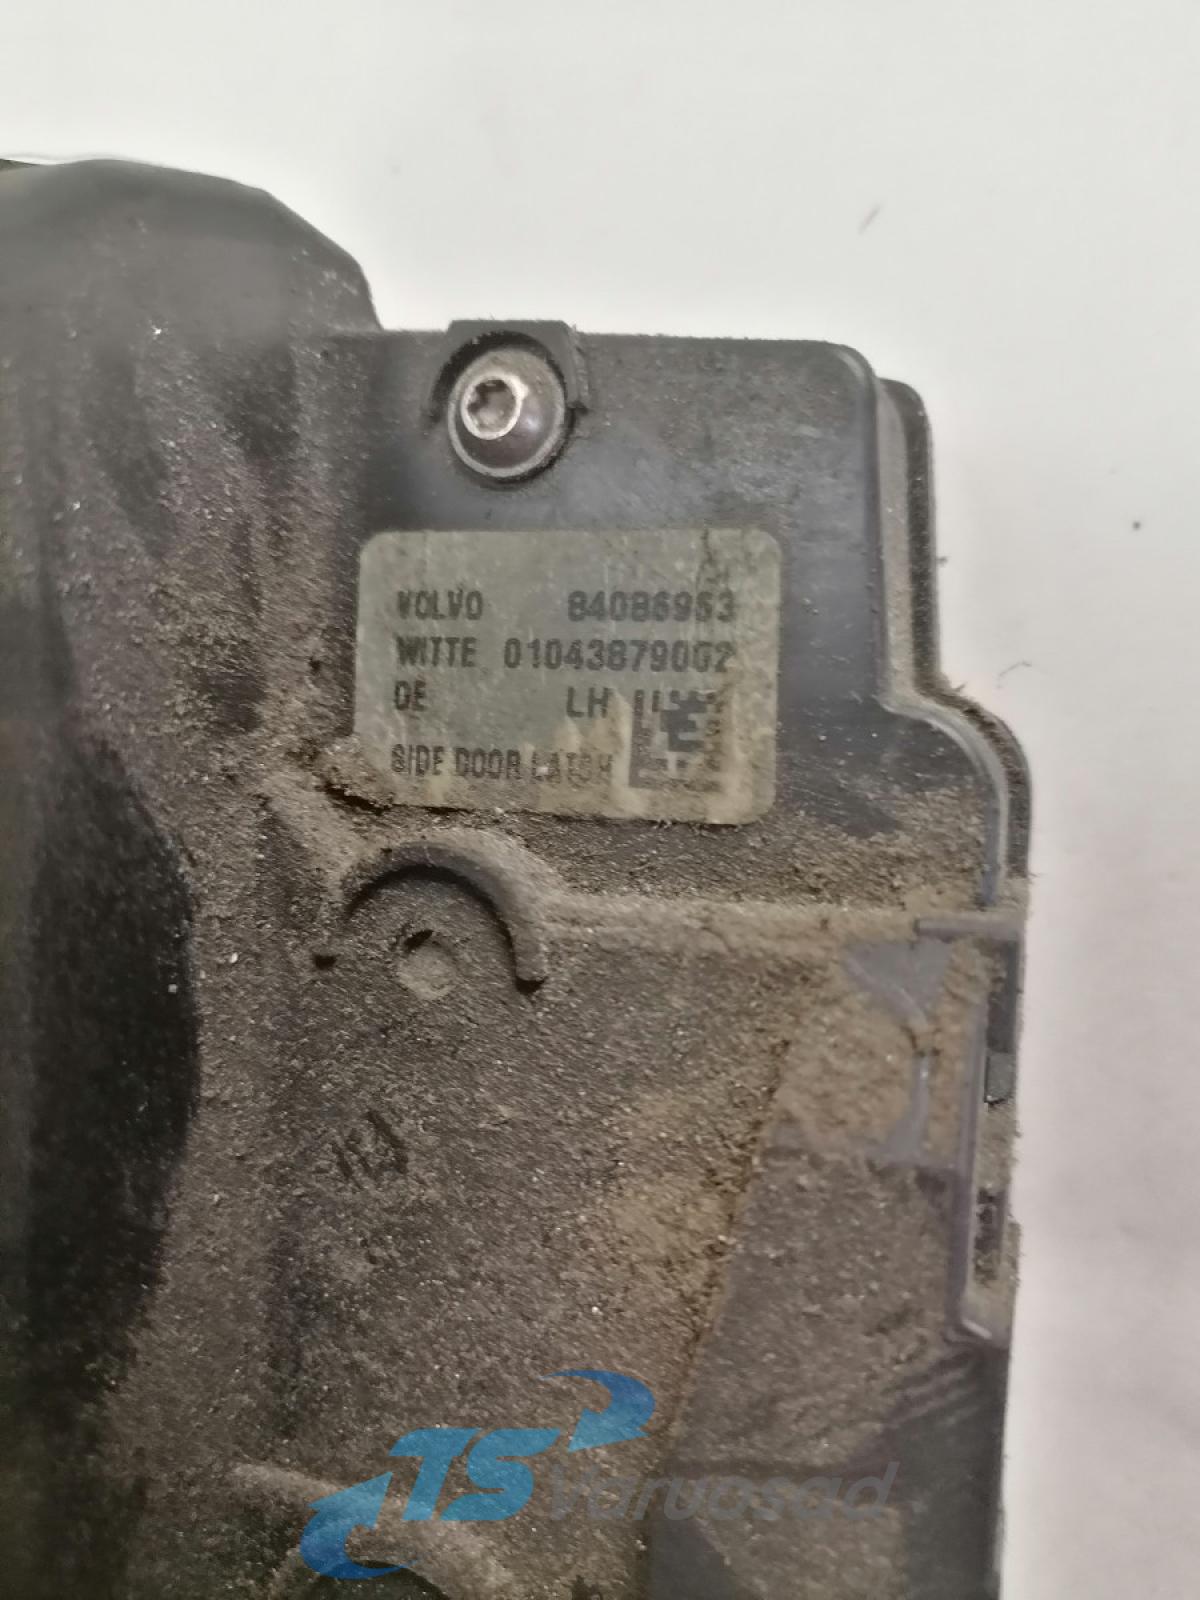 VOLVO 84086953
WITTE 01043879002
DE LH
SIDE DOOR LATCH
TS Varuosad